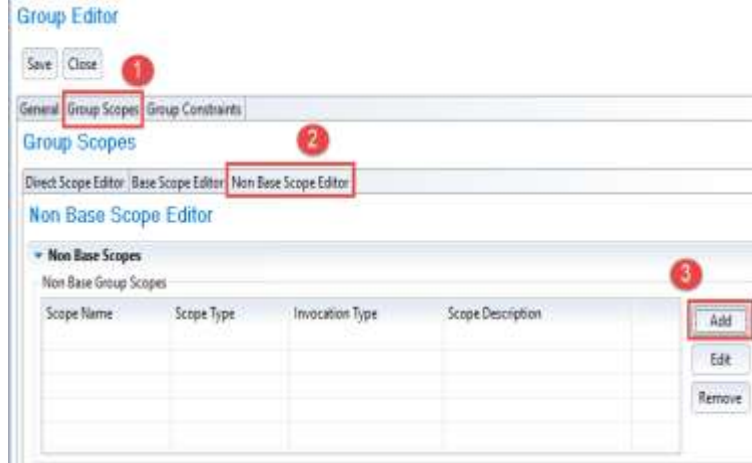 Group Editor
Save Close
1
General Group Scopes Group Constraints
Group Scopes
2
Direct Scope Editor Base Scope Editor Non Base Scope Editor
Non Base Scope Editor
Non Base Scopes
Non Base Group Scopes
3
Scope Name Scope Type Invocation Type Scope Description
Add
Edit
Remove